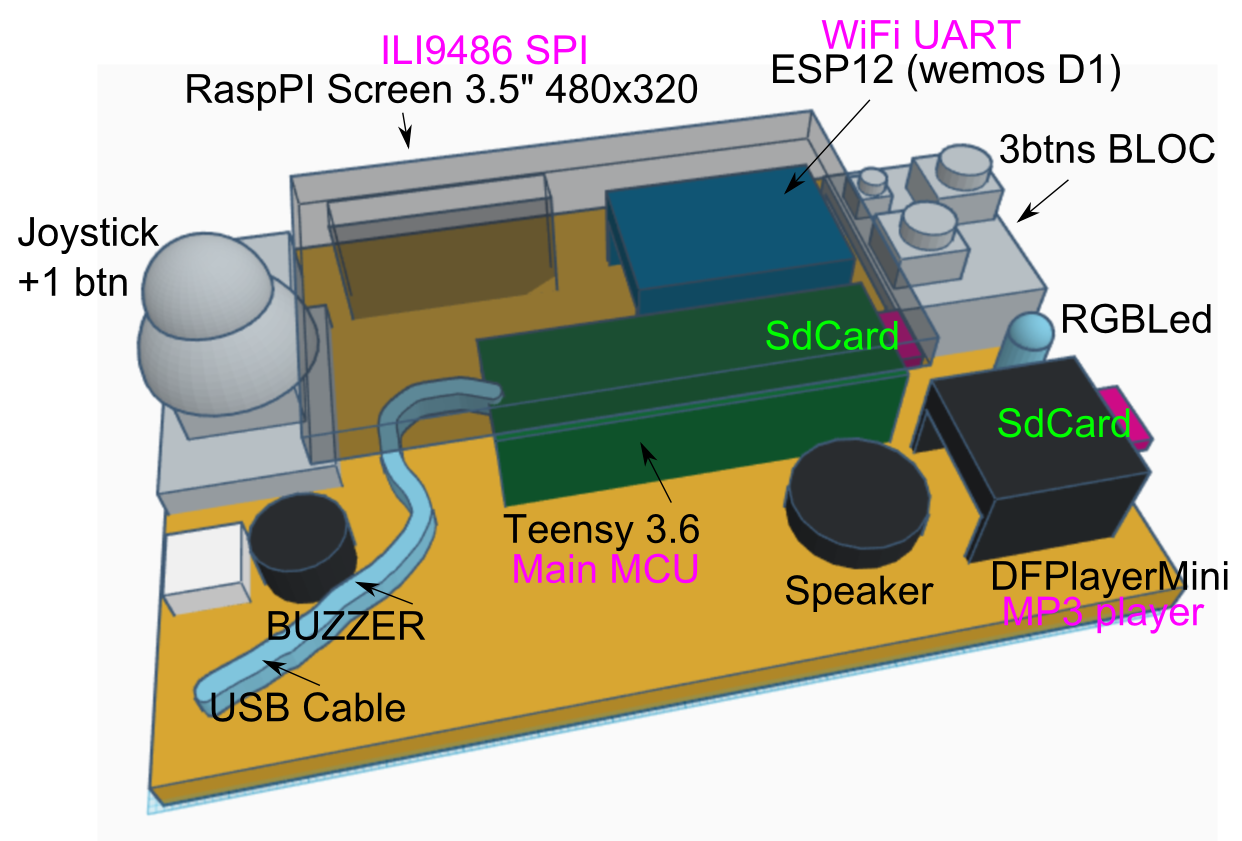 ILI9486 SPI
RaspPI Screen 3.5" 480x320
WiFi UART
ESP12 (wemos D1)
3btns BLOC
Joystick
+1 btn
RGBLed
SdCard
SdCard
Teensy 3.6
Main MCU
Speaker
DFPlayerMini
MP3 player
BUZZER
USB Cable